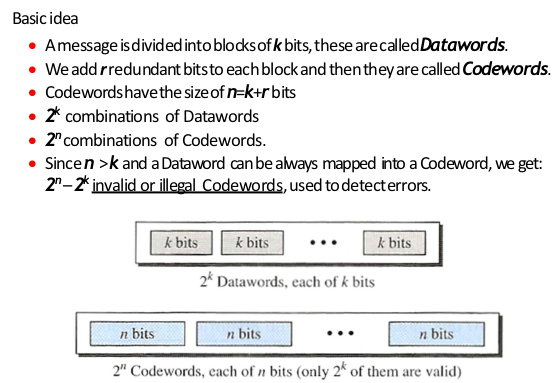 Basic idea
• A message is divided into blocks of k bits, these are called Datawords.
• We add r redundant bits to each block and then they are called Codewords.
• Codewords have the size of n=k+r bits
• 2^k combinations of Datawords
• 2^n combinations of Codewords.
• Since n >k and a Dataword can be always mapped into a Codeword, we get:
2^n – 2^k invalid or illegal Codewords, used to detect errors.
k bits k bits • • • k bits
2^k Datawords, each of k bits
n bits n bits • • • n bits
2^n Codewords, each of n bits (only 2^k of them are valid)